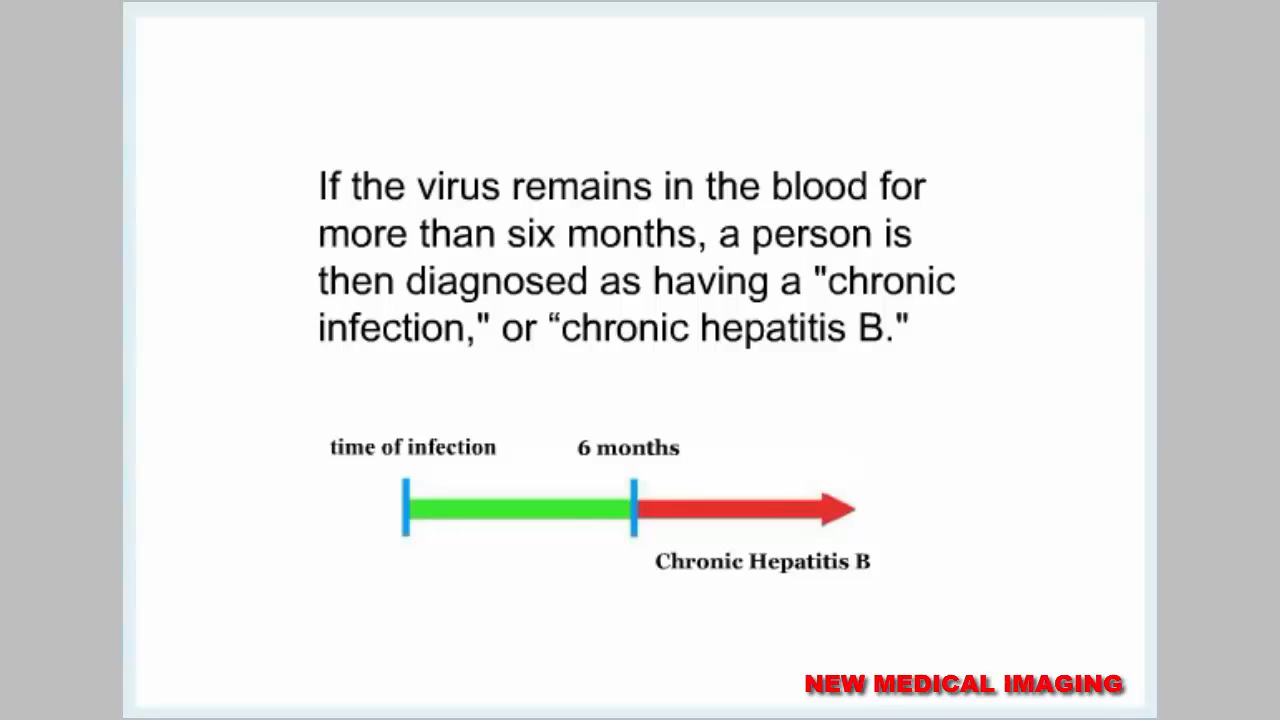 If the virus remains in the blood for
more than six months, a person is
then diagnosed as having a "chronic
infection," or “chronic hepatitis B."
time of infection
6 months
Chronic Hepatitis B
NEW MEDICAL IMAGING